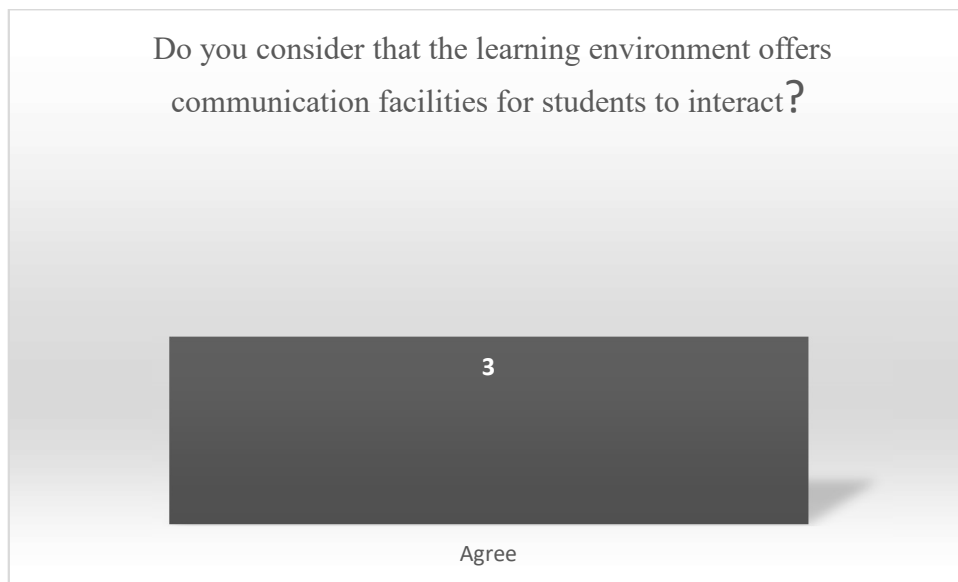 Do you consider that the learning environment offers
communication facilities for students to interact?
3
Agree